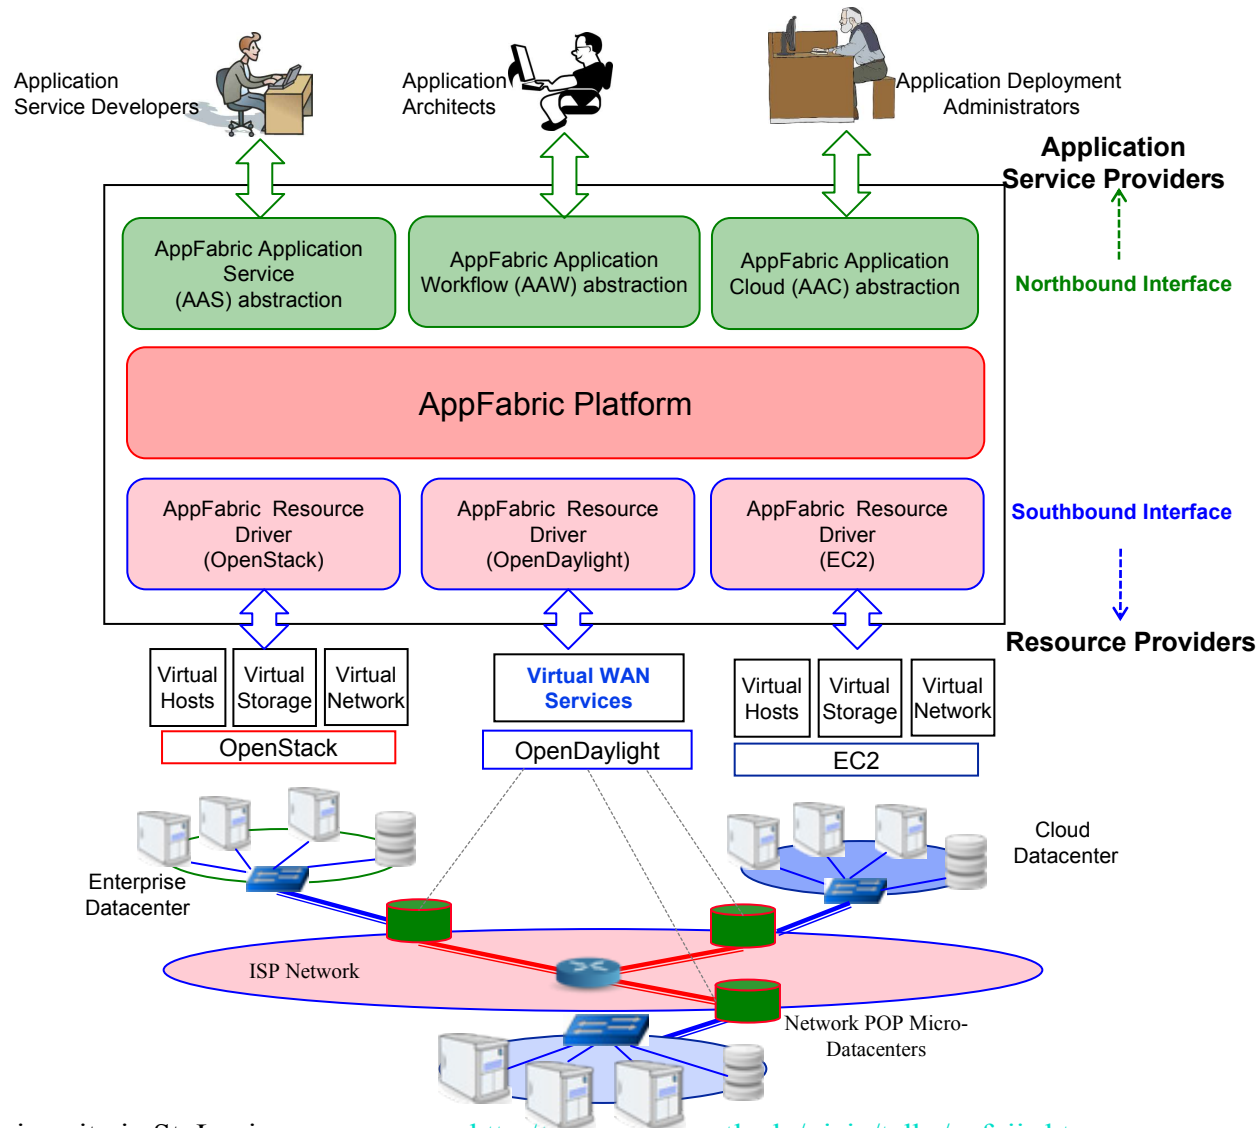 Application
Service Developers
Application
Architects
Application Deployment
Administrators
Application
Service Providers
AppFabric Application
Service
(AAS) abstraction
AppFabric Application
Workflow (AAW) abstraction
AppFabric Application
Cloud (AAC) abstraction
Northbound Interface
AppFabric Platform
AppFabric Resource
Driver
(OpenStack)
AppFabric Resource
Driver
(OpenDaylight)
AppFabric Resource
Driver
(EC2)
Southbound Interface
Resource Providers
Virtual
Hosts
Virtual
Storage
Virtual
Network
OpenStack
Virtual WAN
Services
OpenDaylight
Virtual
Hosts
Virtual
Storage
Virtual
Network
EC2
Enterprise
Datacenter
Cloud
Datacenter
ISP Network
Network POP Micro-
Datacenters